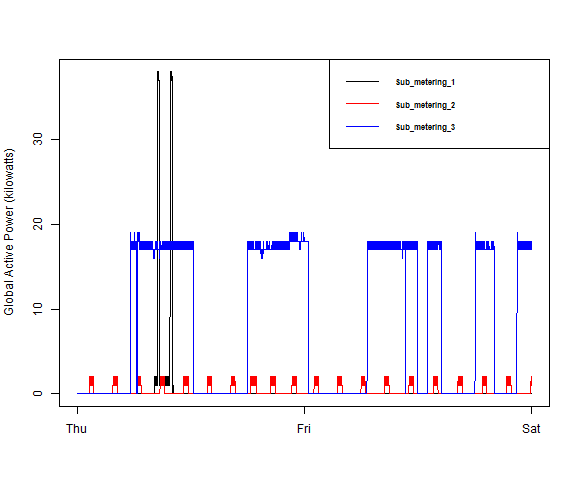 Sub_metering_1
Sub_metering_2
Sub_metering_3
Global Active Power (kilowatts)
30
20
10
0
Thu
Fri
Sat